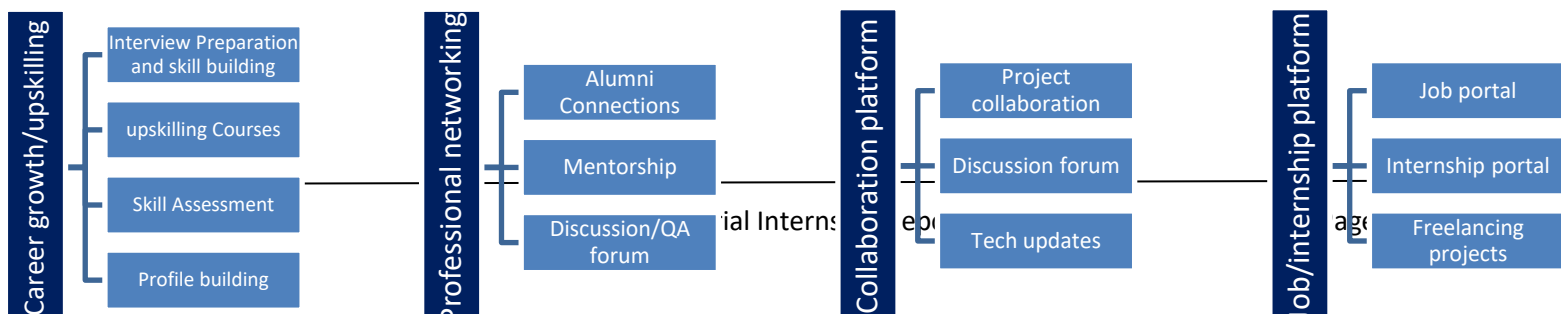 Career growth/upskilling
Interview Preparation
and skill building
upskilling Courses
Skill Assessment
Profile building
Professional networking
Alumni
Connections
Mentorship
Discussion/QA
forum
Collaboration platform
Project
collaboration
Discussion forum
Tech updates
Job/internship platform
Job portal
Internship portal
Freelancing
projects